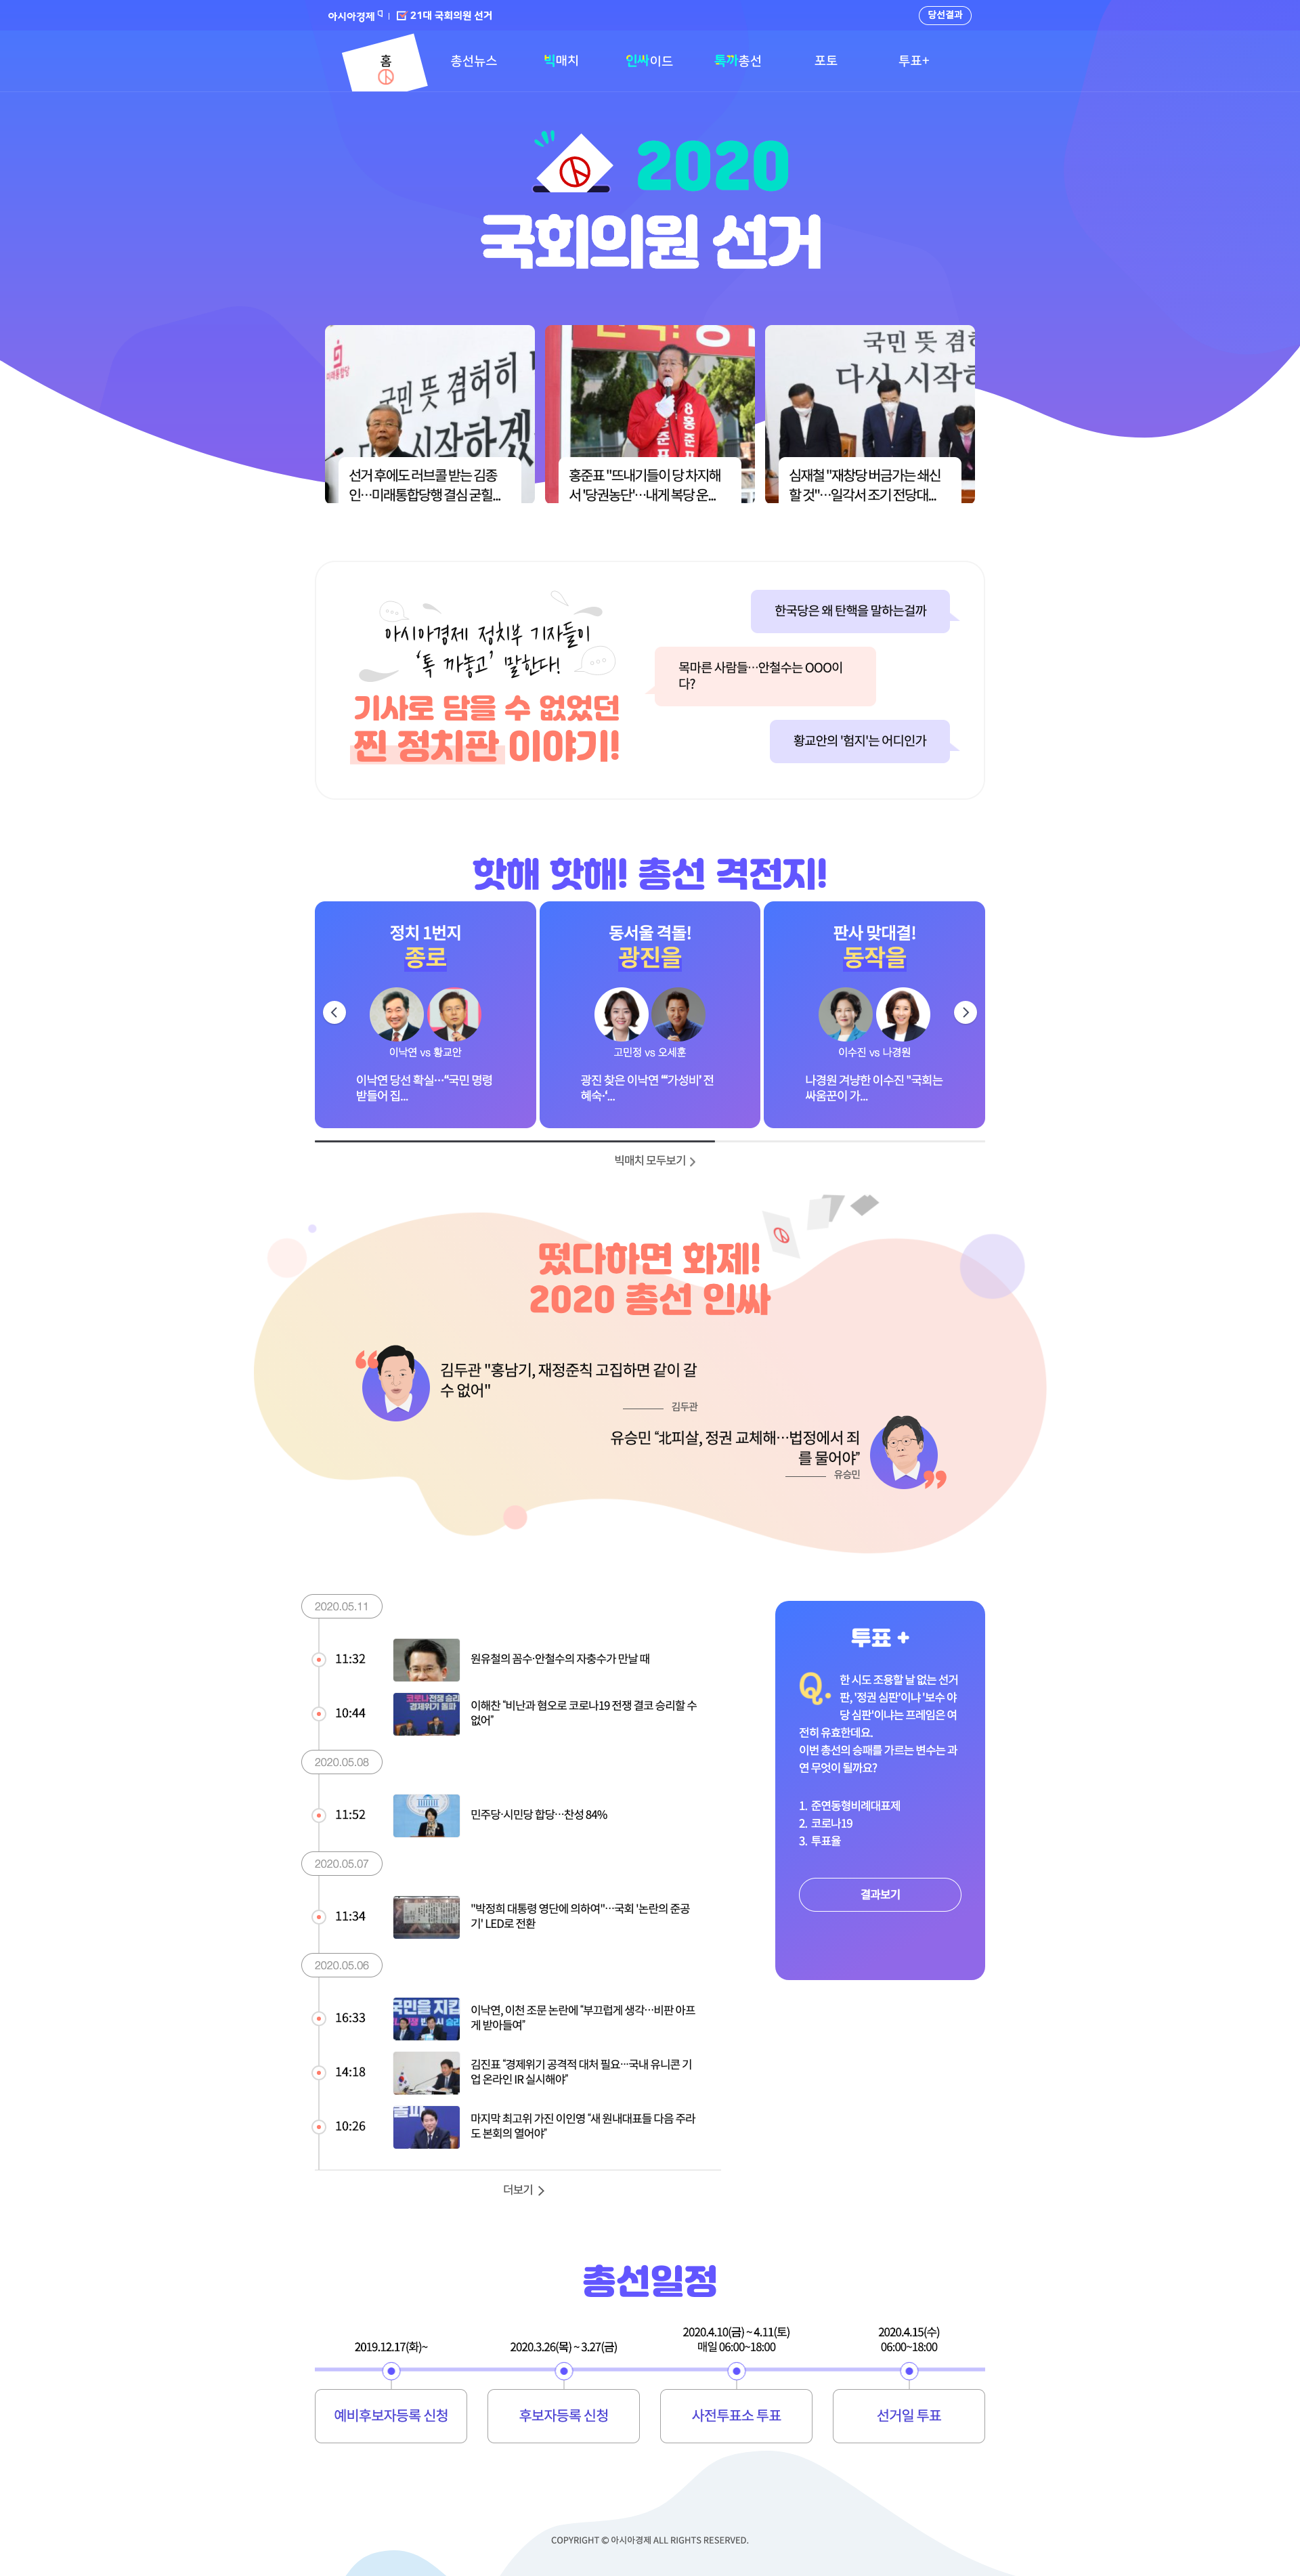 아시아경제
21대 국회의원 선거
당선결과
홈
총선뉴스
빅매치
인싸이드
톡까총선
포토
투표+
2020
국회의원 선거
미래통합당
국민 뜻 겸허히
시작하겠
선거 후에도 러브콜 받는 김종
인…미래통합당행 결심 굳힐...
홍준표 "뜨내기들이 당 차지해
서 '당권농단'…내게 복당 운...
국민 뜻 겸허
다시 시작하
심재철 "재창당 버금가는 쇄신
할 것"…일각서 조기 전당대...
아시아경제 정치부 기자들이
'톡 까놓고' 말한다!
기사로 담을 수 없었던
찐 정치판 이야기!
한국당은 왜 탄핵을 말하는걸까
목마른 사람들…안철수는 OOO이
다?
황교안의 '험지'는 어디인가
핫해 핫해! 총선 격전지!
정치 1번지
종로
이낙연 vs 황교안
이낙연 당선 확실…“국민 명령
받들어 집...
동서울 격돌!
광진을
고민정 vs 오세훈
광진 찾은 이낙연 “‘가성비’ 전
혜숙·‘...
판사 맞대결!
동작을
이수진 vs 나경원
나경원 겨냥한 이수진 "국회는
싸움꾼이 가...
빅매치 모두보기
떴다하면 화제!
2020 총선 인싸
김두관 "홍남기, 재정준칙 고집하면 같이 갈
수 없어"
김두관
유승민 “北피살, 정권 교체해…법정에서 죄
를 물어야”
유승민
2020.05.11
11:32
원유철의 꼼수·안철수의 자충수가 만날 때
10:44
이해찬 “비난과 혐오로 코로나19 전쟁 결코 승리할 수
없어”
2020.05.08
11:52
민주당·시민당 합당…찬성 84%
2020.05.07
11:34
"박정희 대통령 영단에 의하여"…국회 '논란의 준공
기' LED로 전환
2020.05.06
16:33
이낙연, 이천 조문 논란에 “부끄럽게 생각…비판 아프
게 받아들여”
14:18
김진표 “경제위기 공격적 대처 필요…국내 유니콘 기
업 온라인 IR 실시해야”
10:26
마지막 최고위 가진 이인영 “새 원내대표들 다음 주라
도 본회의 열어야”
더보기
투표 +
Q.
한 시도 조용할 날 없는 선거
판, '정권 심판'이냐 '보수 야
당 심판'이냐는 프레임은 여
전히 유효한데요.
이번 총선의 승패를 가르는 변수는 과
연 무엇이 될까요?
1. 준연동형비례대표제
2. 코로나19
3. 투표율
결과보기
총선일정
2019.12.17(화)~
예비후보자등록 신청
2020.3.26(목) ~ 3.27(금)
후보자등록 신청
2020.4.10(금) ~ 4.11(토)
매일 06:00~18:00
사전투표소 투표
2020.4.15(수)
06:00~18:00
선거일 투표
COPYRIGHT © 아시아경제 ALL RIGHTS RESERVED.